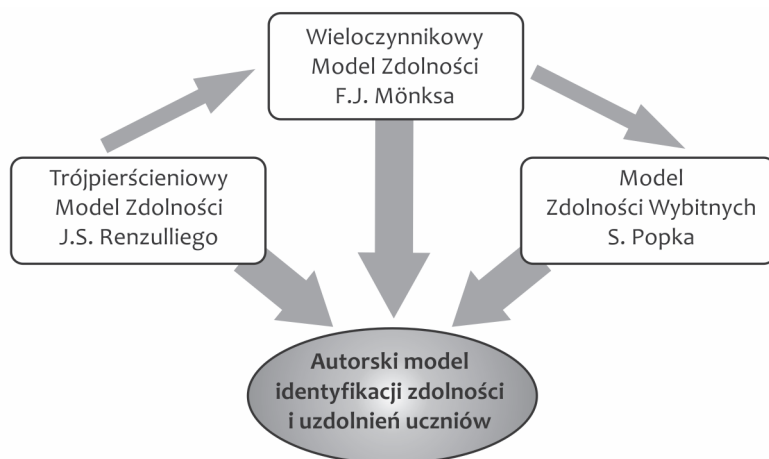 Wieloczynnikowy
Model Zdolności
F.J. Mönksa
Trójpierścieniowy
Model Zdolności
J.S. Renzulliego
Model
Zdolności Wybitnych
S. Popka
Autorski model
identyfikacji zdolności
i uzdolnień uczniów